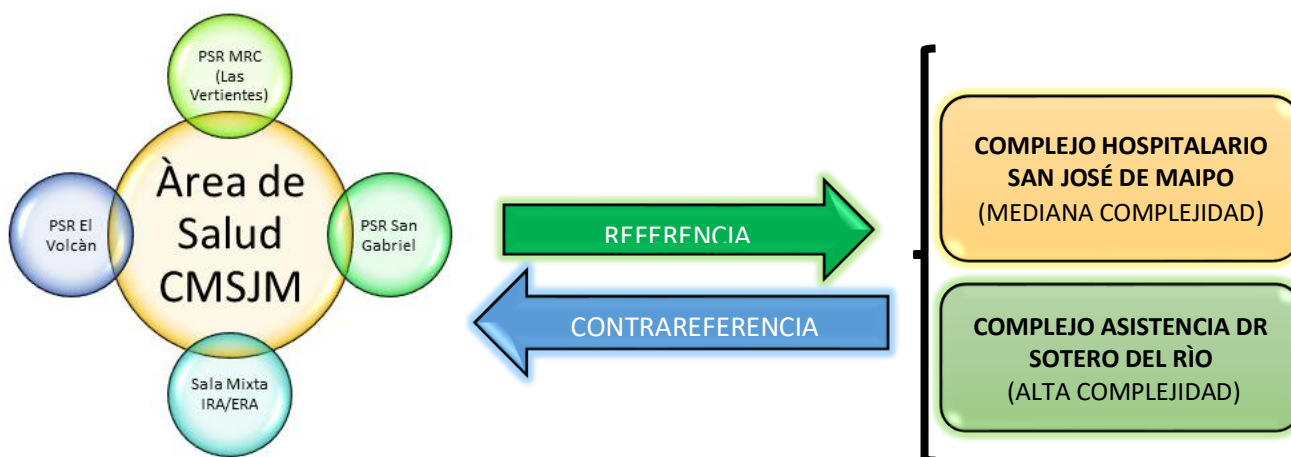 PSR MRC
(Las
Vertientes)
PSR El
Volcàn
Àrea de
Salud
CMSJM
PSR San
Gabriel
Sala Mixta
IRA/ERA
REFERENCIA
CONTRAREFERENCIA
COMPLEJO HOSPITALARIO
SAN JOSÉ DE MAIPO
(MEDIANA COMPLEJIDAD)
COMPLEJO ASISTENCIA DR
SOTERO DEL RÌO
(ALTA COMPLEJIDAD)